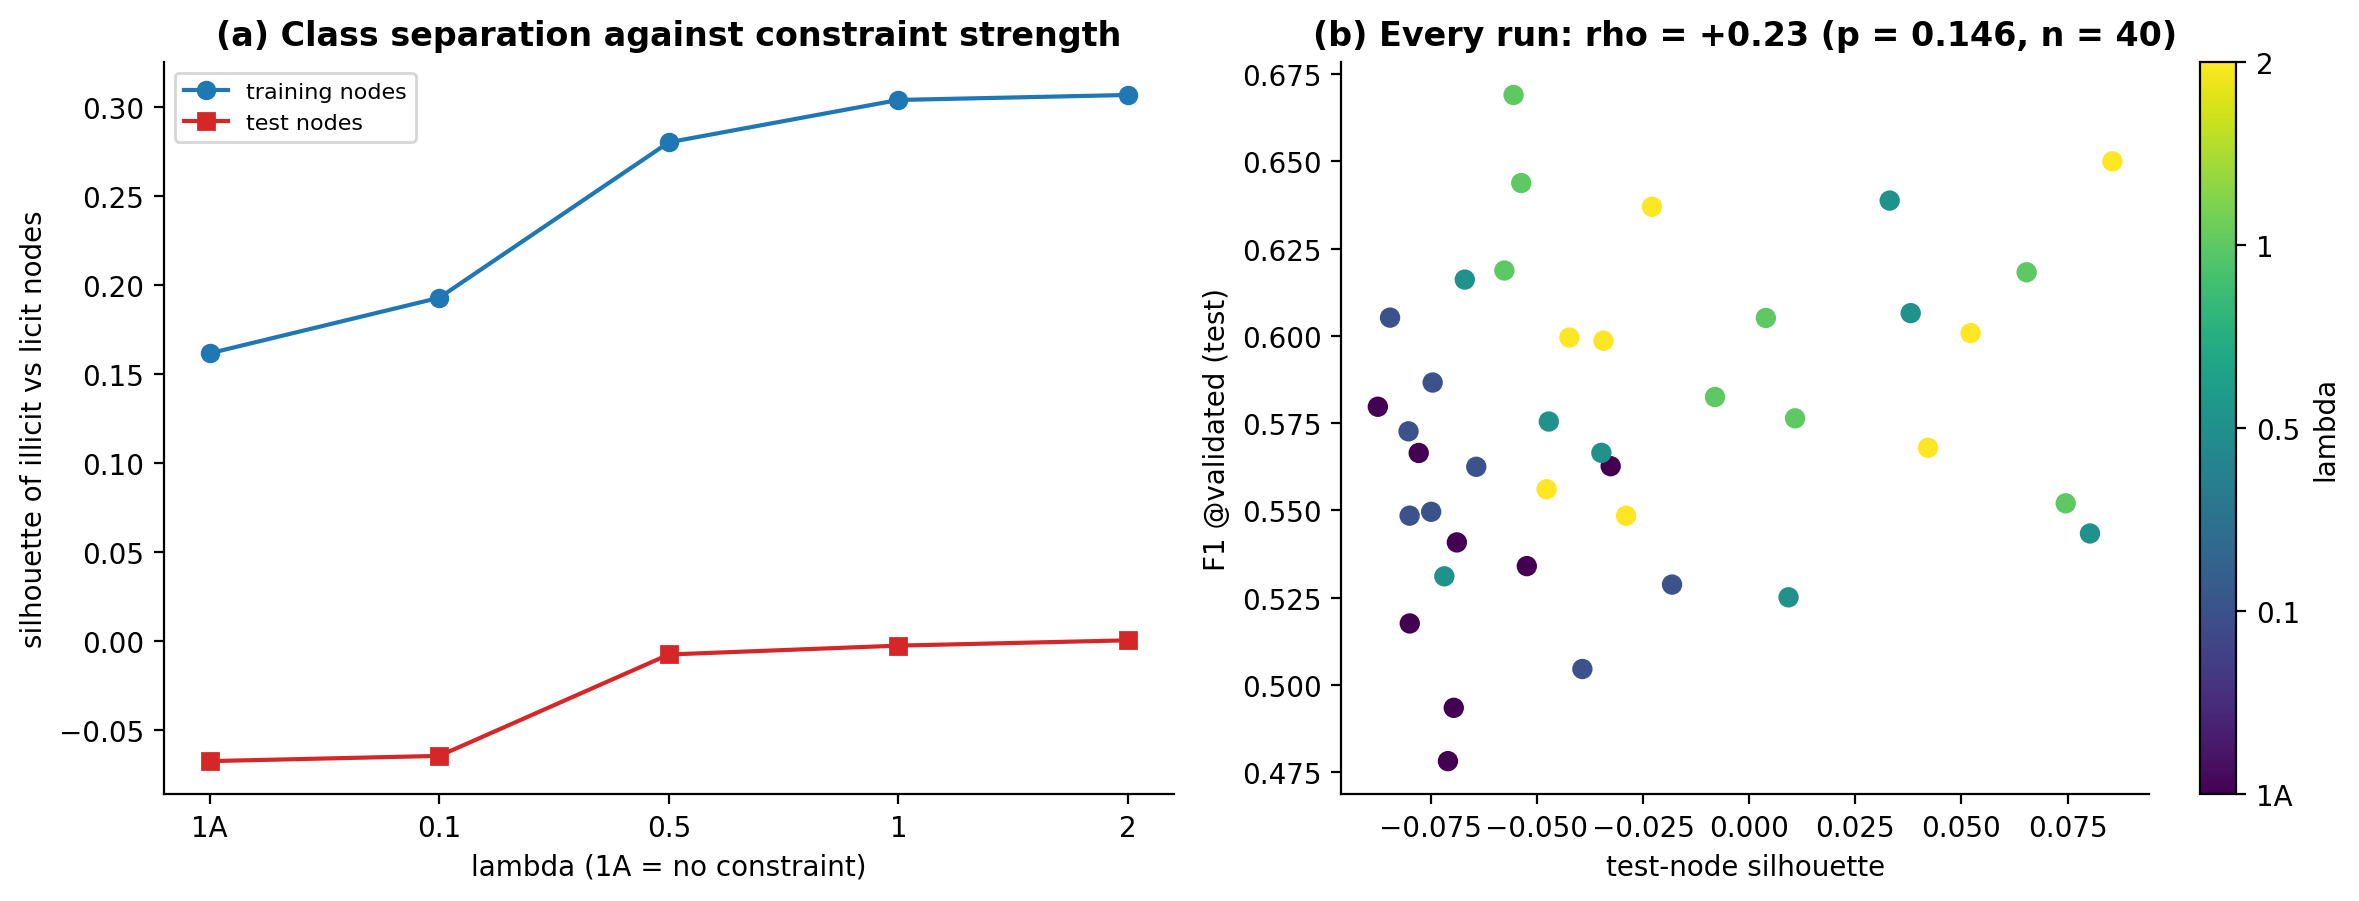 (a) Class separation against constraint strength
training nodes
test nodes
silhouette of illicit vs licit nodes
0.30
0.25
0.20
0.15
0.10
0.05
0.00
−0.05
1A 0.1 0.5 1 2
lambda (1A = no constraint)
(b) Every run: rho = +0.23 (p = 0.146, n = 40)
F1 @validated (test)
0.675
0.650
0.625
0.600
0.575
0.550
0.525
0.500
0.475
−0.075 −0.050 −0.025 0.000 0.025 0.050 0.075
test-node silhouette
2
1
0.5
0.1
1A
lambda